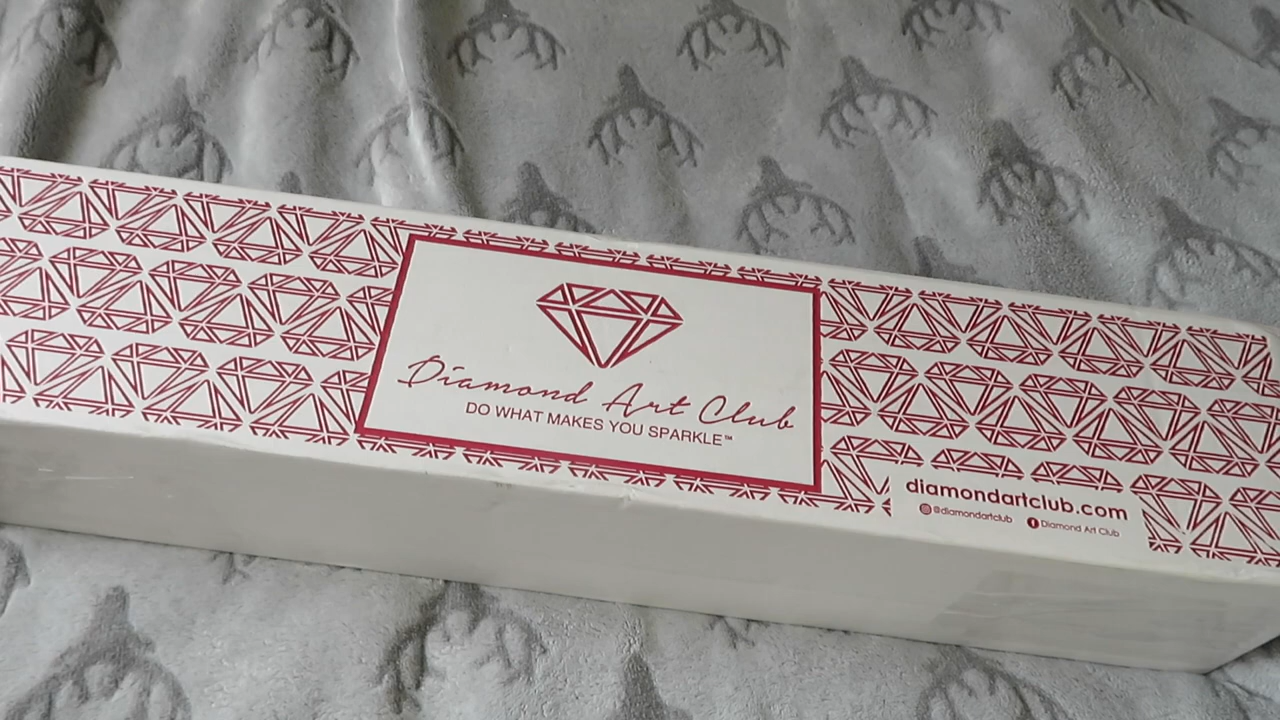 Diamond Art Club
DO WHAT MAKES YOU SPARKLE™
diamondartclub.com
@diamondartclub Diamond Art Club